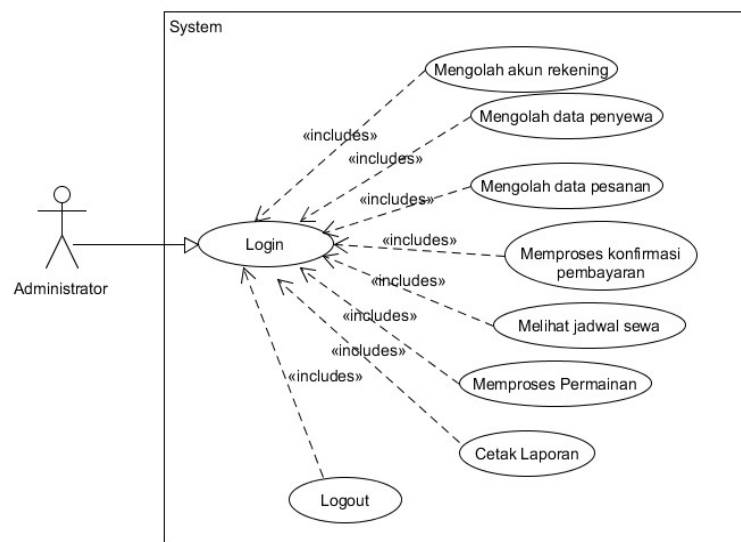 System
Mengolah akun rekening
«includes»
Mengolah data penyewa
«includes»
Mengolah data pesanan
«includes»
Login
«includes»
Memproses konfirmasi
pembayaran
Administrator
«includes»
Melihat jadwal sewa
«includes»
Memproses Permainan
«includes»
Cetak Laporan
«includes»
Logout